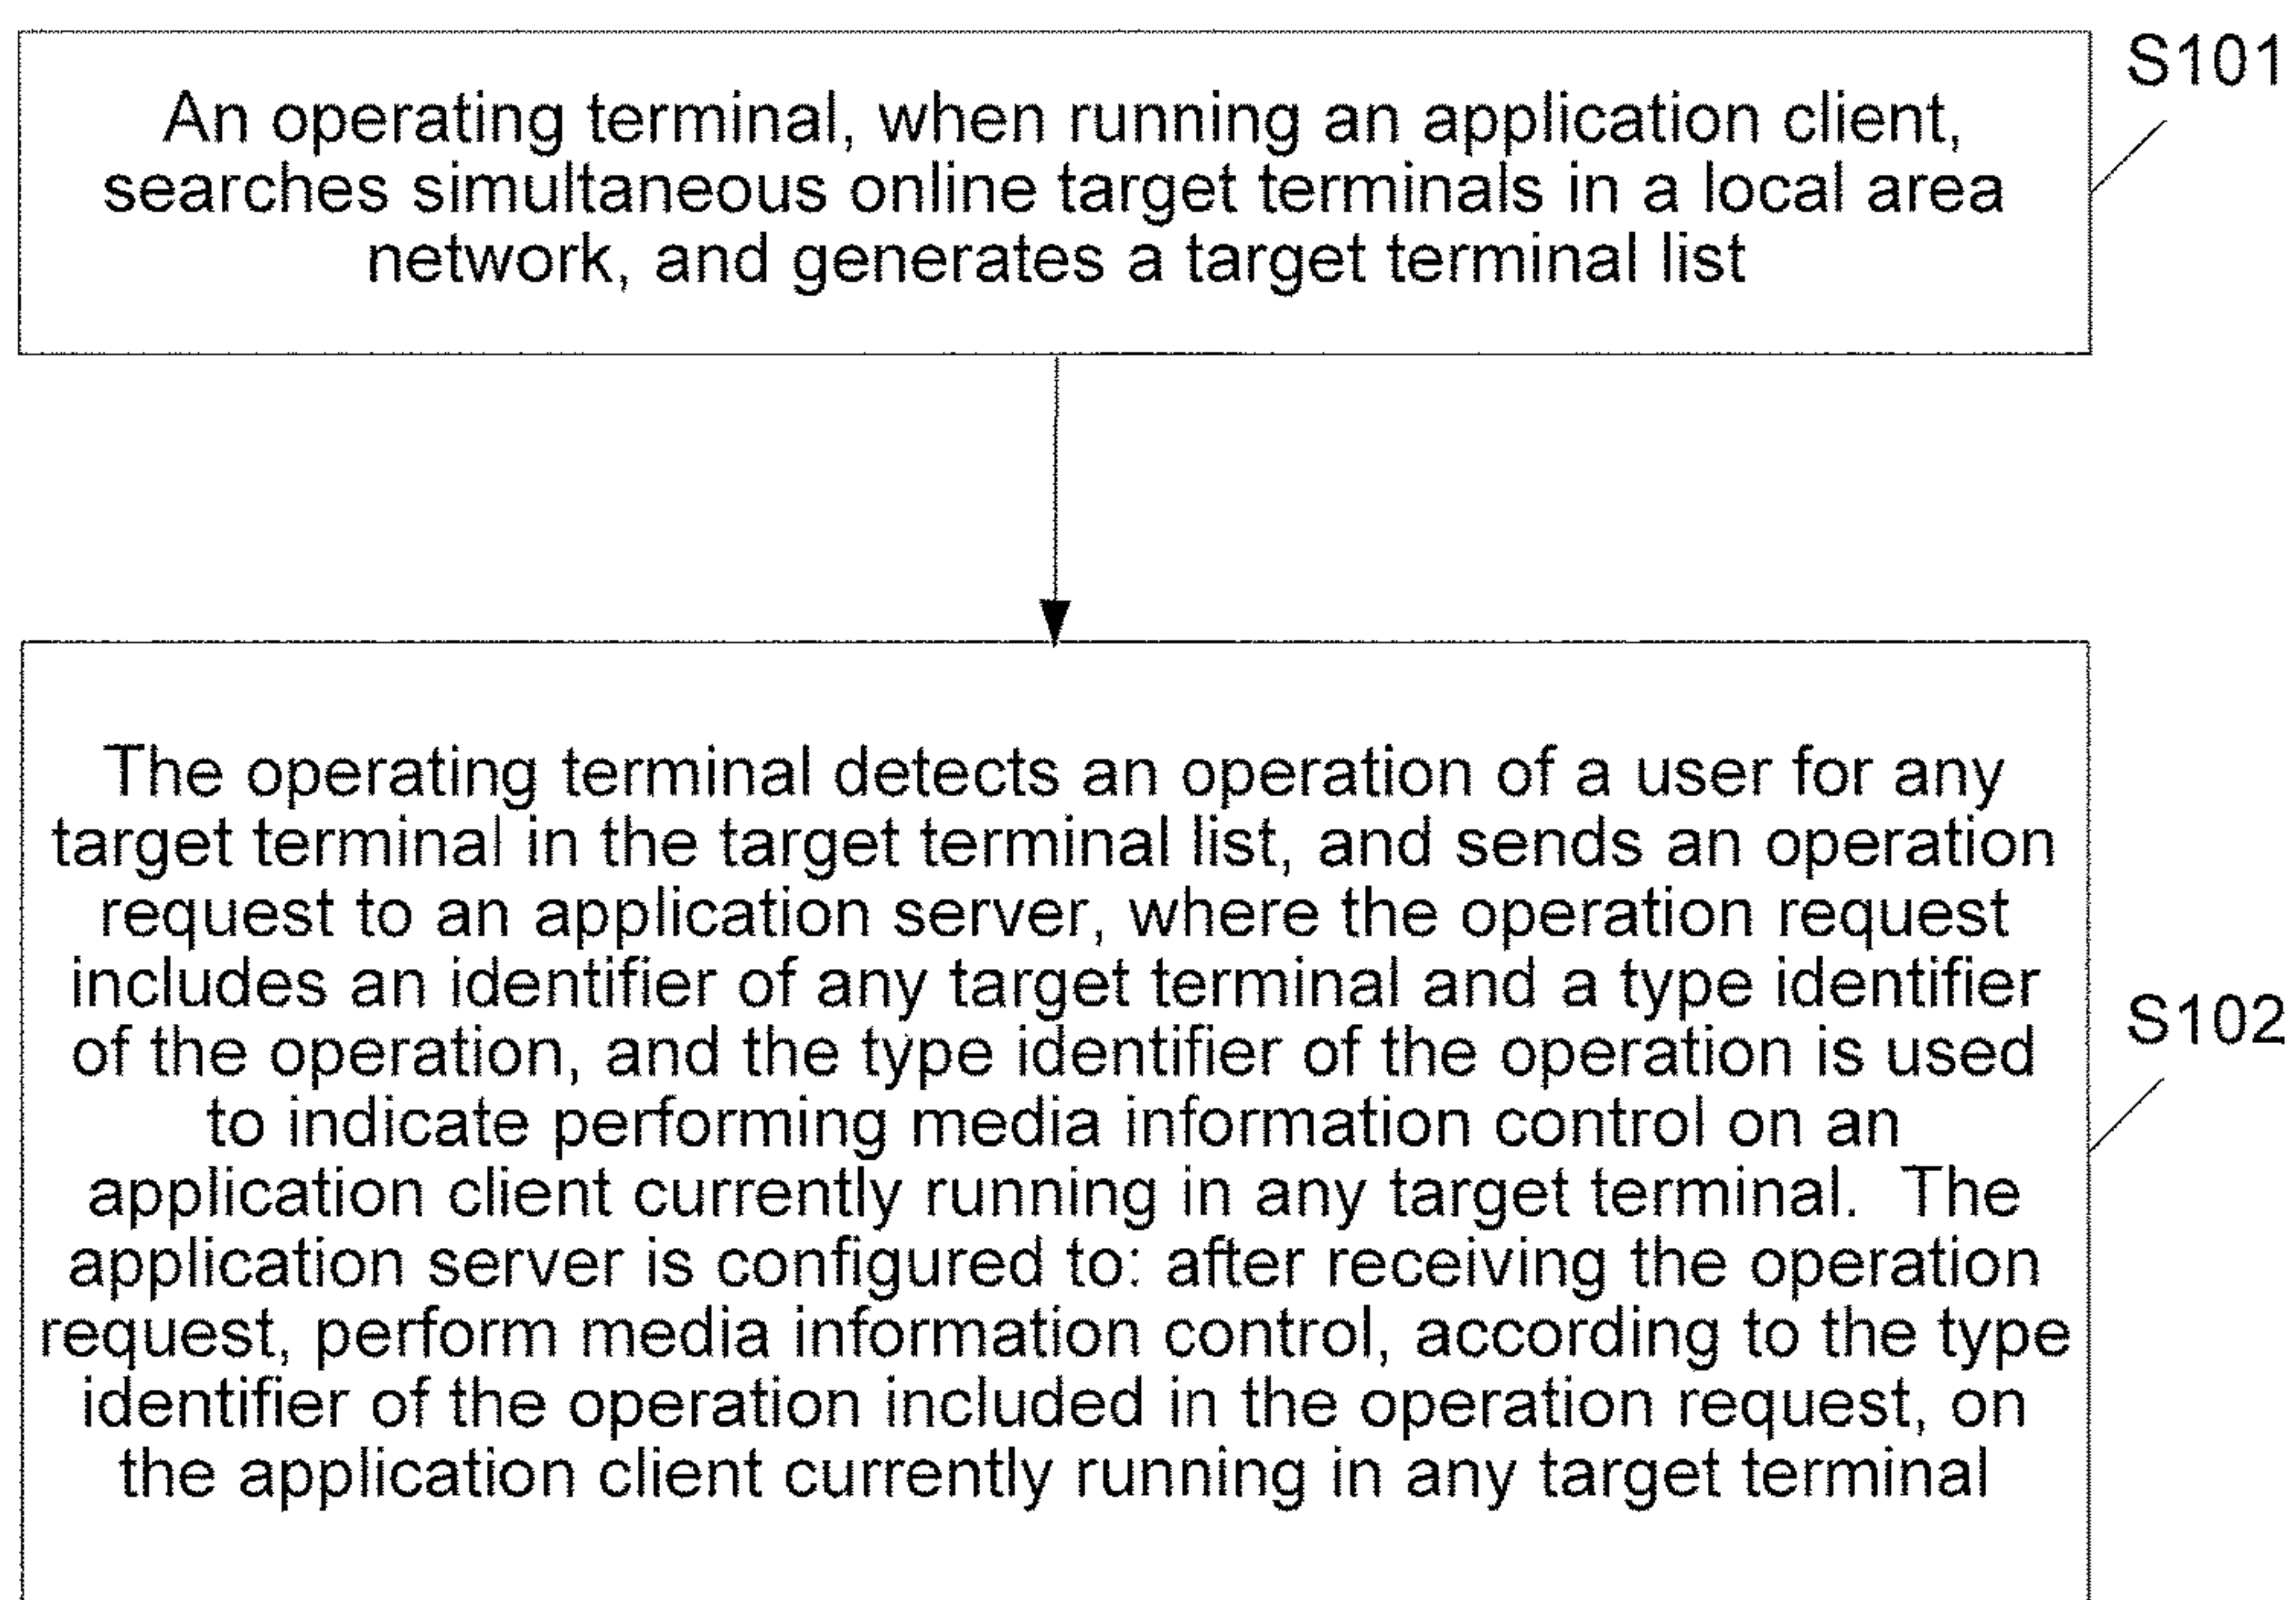 S101
An operating terminal, when running an application client,
searches simultaneous online target terminals in a local area
network, and generates a target terminal list
The operating terminal detects an operation of a user for any
target terminal in the target terminal list, and sends an operation
request to an application server, where the operation request
includes an identifier of any target terminal and a type identifier
of the operation, and the type identifier of the operation is used
to indicate performing media information control on an
application client currently running in any target terminal.  The
application server is configured to: after receiving the operation
request, perform media information control, according to the type
identifier of the operation included in the operation request, on
the application client currently running in any target terminal
S102